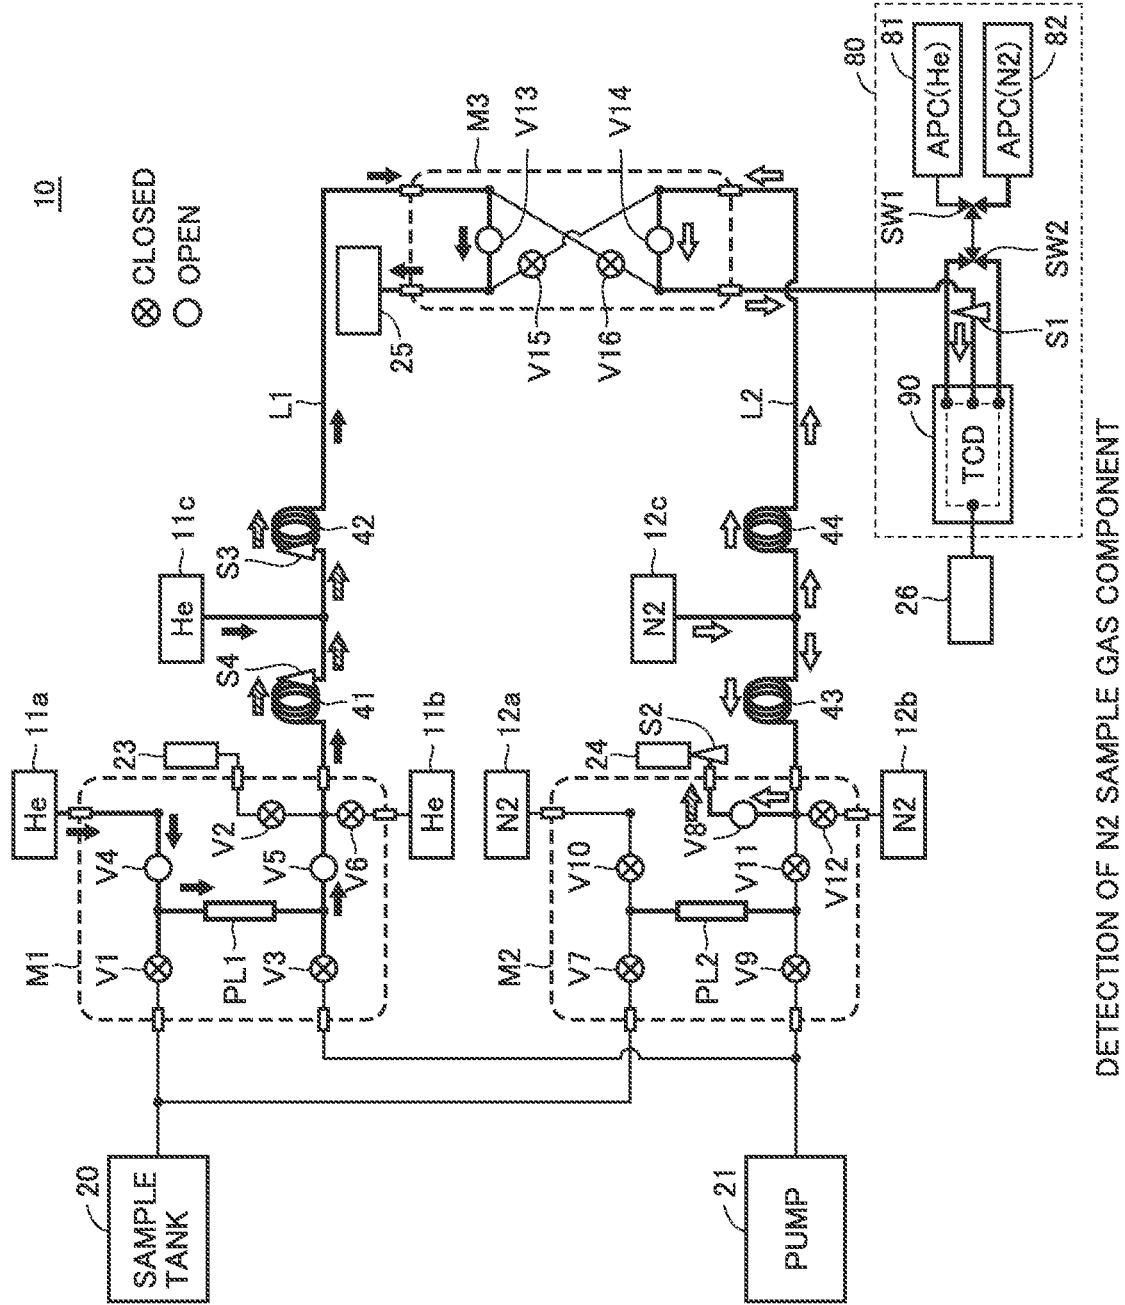 10
CLOSED
OPEN
He
11a
23
M1
V1
V4
V2
PL1
V3
V5
V6
He
11b
S4
41
He
11c
S3
42
L1
25
M3
V13
V15
V16
V14
20
SAMPLE
TANK
N2
12a
24
S2
M2
V7
V10
V8
PL2
V9
V11
V12
N2
12b
43
N2
12c
44
L2
21
PUMP
80
81
APC(He)
APC(N2)
82
SW1
SW2
S1
90
TCD
26
DETECTION OF N2 SAMPLE GAS COMPONENT